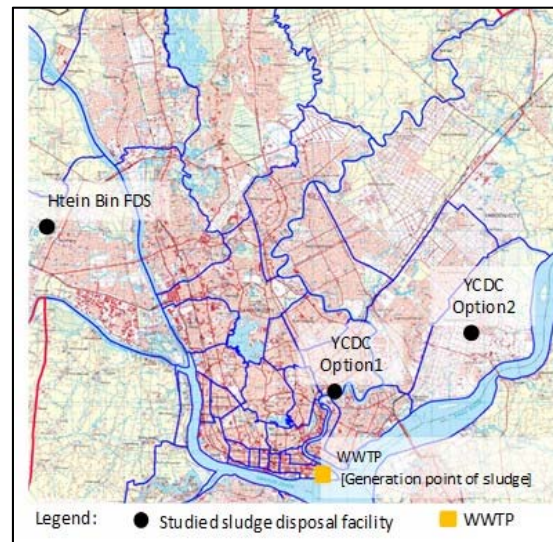 Htein Bin FDS
YCDC
Option2
YCDC
Option1
WWTP
[Generation point of sludge]
Legend: Studied sludge disposal facility WWTP